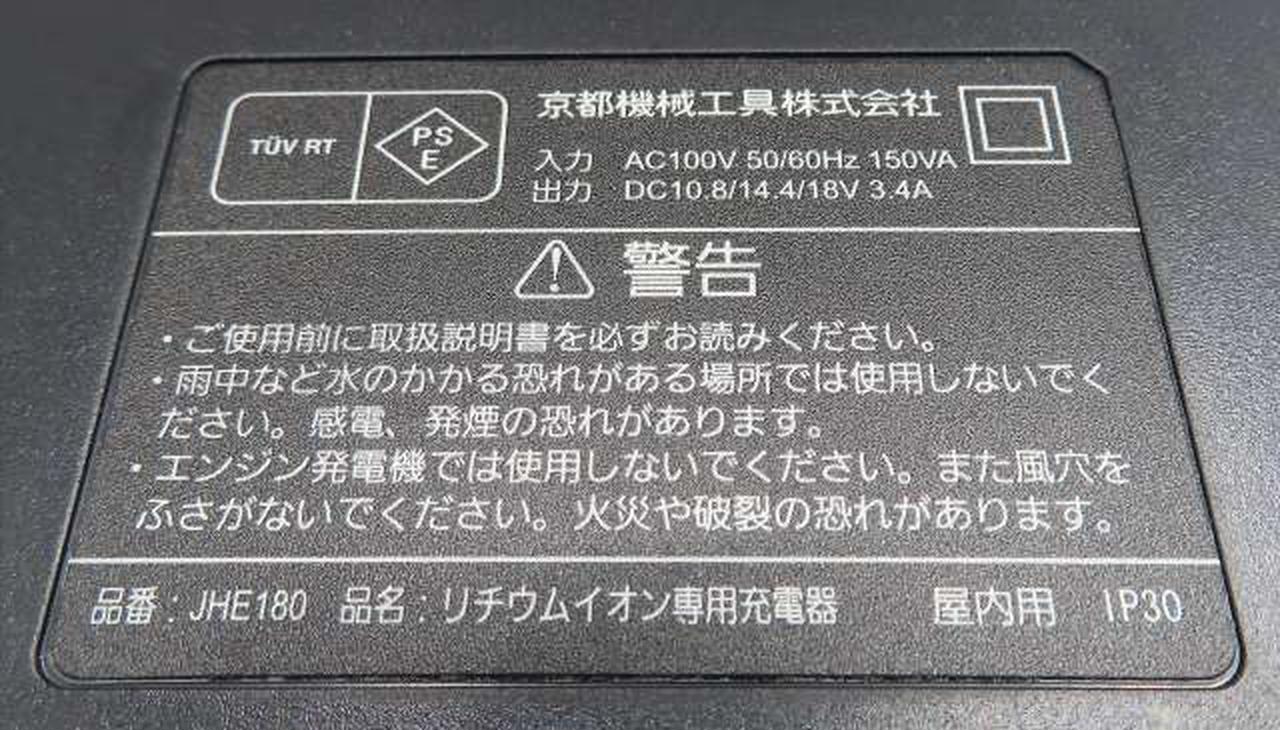 TÜV RT
PS
E
京都機械工具株式会社
入力 AC100V 50/60Hz 150VA
出力 DC10.8/14.4/18V 3.4A
警告
・ご使用前に取扱説明書を必ずお読みください。
・雨中など水のかかる恐れがある場所では使用しないでく
ださい。感電、発煙の恐れがあります。
・エンジン発電機では使用しないでください。また風穴を
ふさがないでください。火災や破裂の恐れがあります。
品番：JHE180 品名：リチウムイオン専用充電器 屋内用 IP30